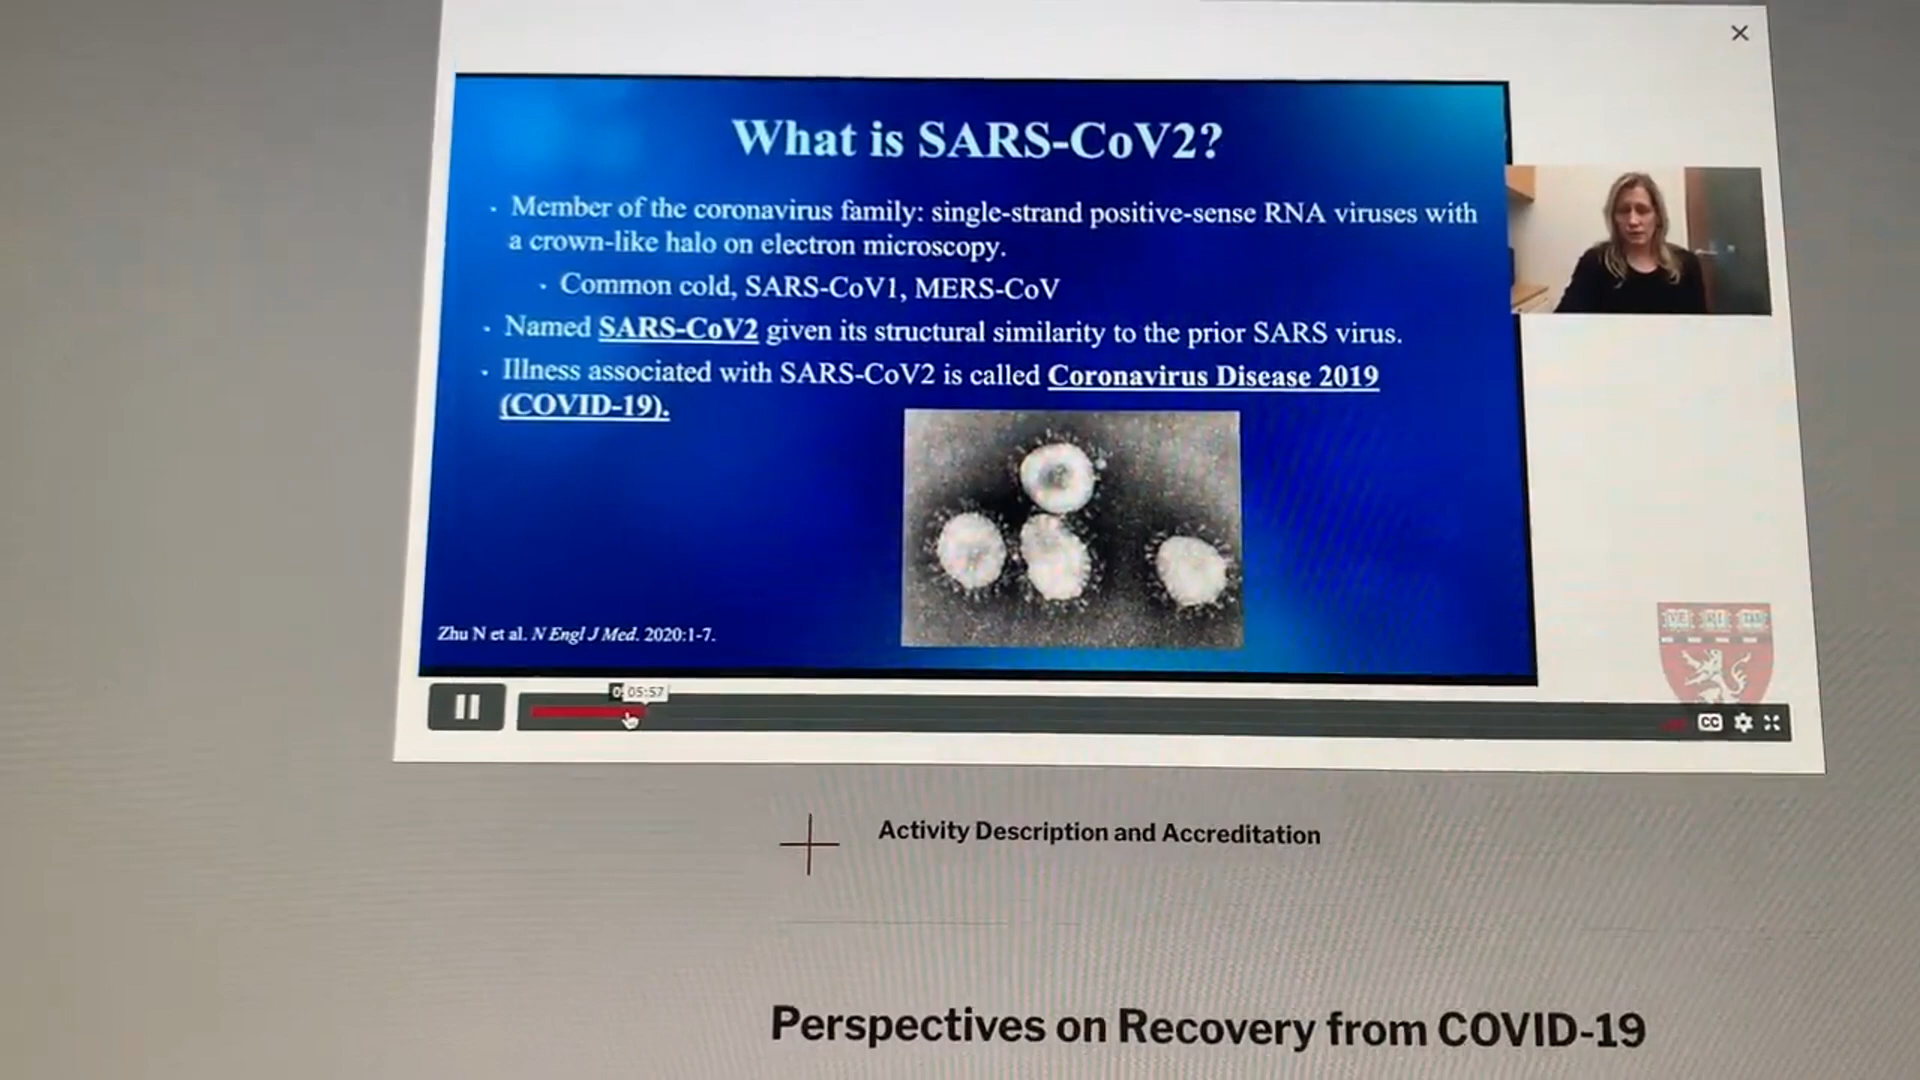 What is SARS-CoV2?
· Member of the coronavirus family: single-strand positive-sense RNA viruses with
a crown-like halo on electron microscopy.
· Common cold, SARS-CoV1, MERS-CoV
· Named SARS-CoV2 given its structural similarity to the prior SARS virus.
· Illness associated with SARS-CoV2 is called Coronavirus Disease 2019
(COVID-19).
Zhu N et al. N Engl J Med. 2020:1-7.
05:57
CC
Activity Description and Accreditation
Perspectives on Recovery from COVID-19